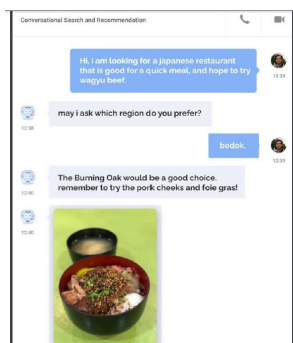 Conversational Search and Recommendation
Hi, I am looking for a japanese restaurant
that is good for a quick meal, and hope to try
wagyu beef.
12:39
may i ask which region do you prefer?
12:38
bedok.
12:39
The Burning Oak would be a good choice.
remember to try the pork cheeks and foie gras!
12:40
12:40